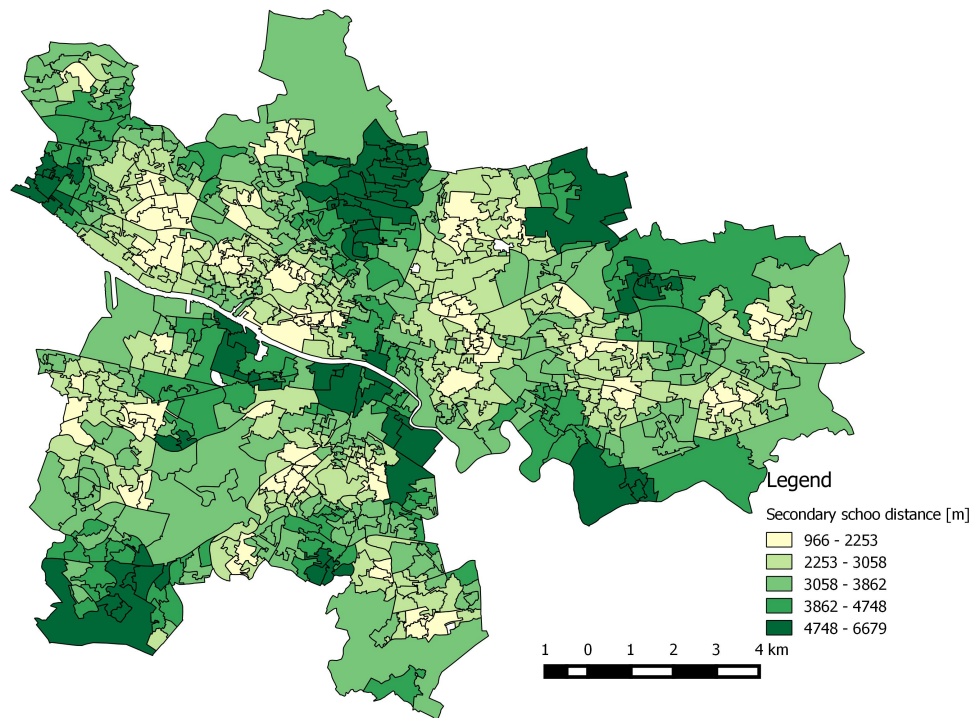 Legend
Secondary schoo distance [m]
966 - 2253
2253 - 3058
3058 - 3862
3862 - 4748
4748 - 6679
1 0 1 2 3 4 km